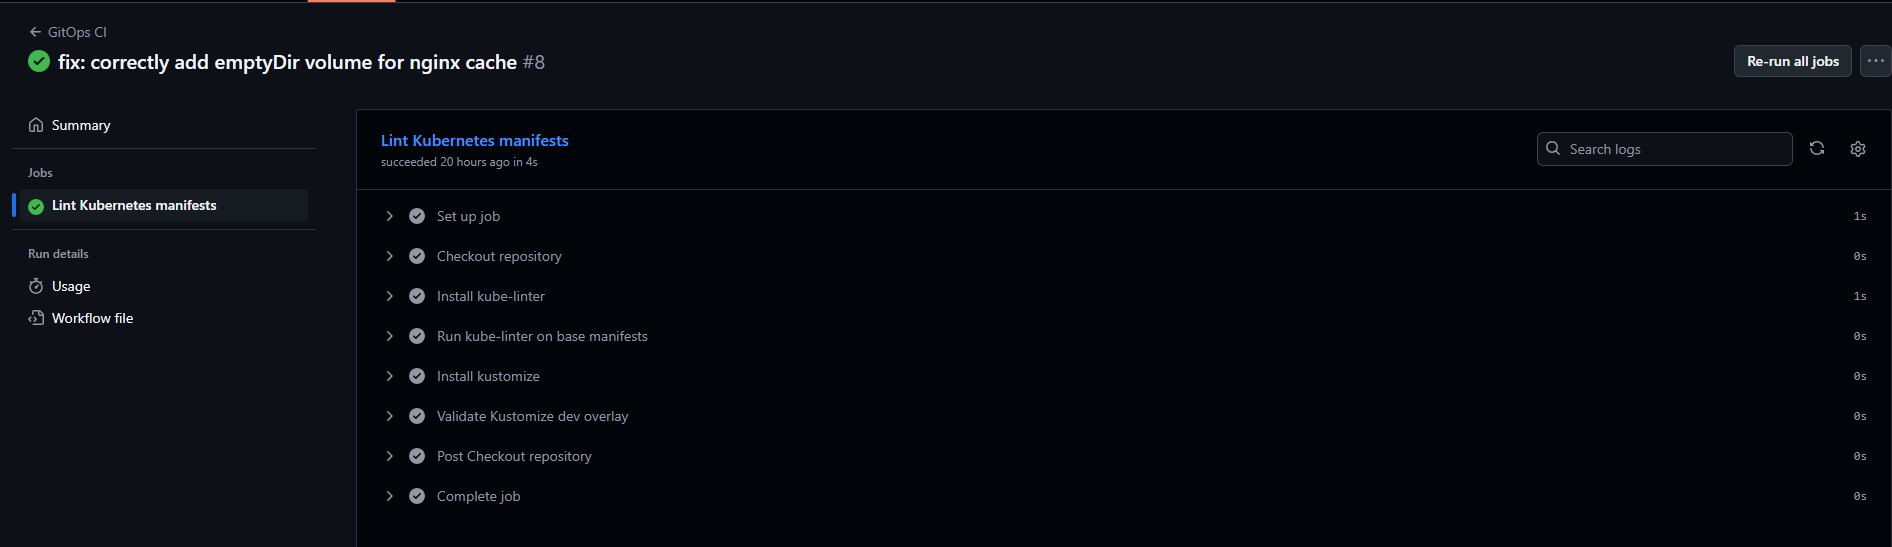 GitOps CI
fix: correctly add emptyDir volume for nginx cache #8
Re-run all jobs
Summary
Jobs
Lint Kubernetes manifests
Run details
Usage
Workflow file
Lint Kubernetes manifests
succeeded 20 hours ago in 4s
Search logs
Set up job 1s
Checkout repository 0s
Install kube-linter 1s
Run kube-linter on base manifests 0s
Install kustomize 0s
Validate Kustomize dev overlay 0s
Post Checkout repository 0s
Complete job 0s